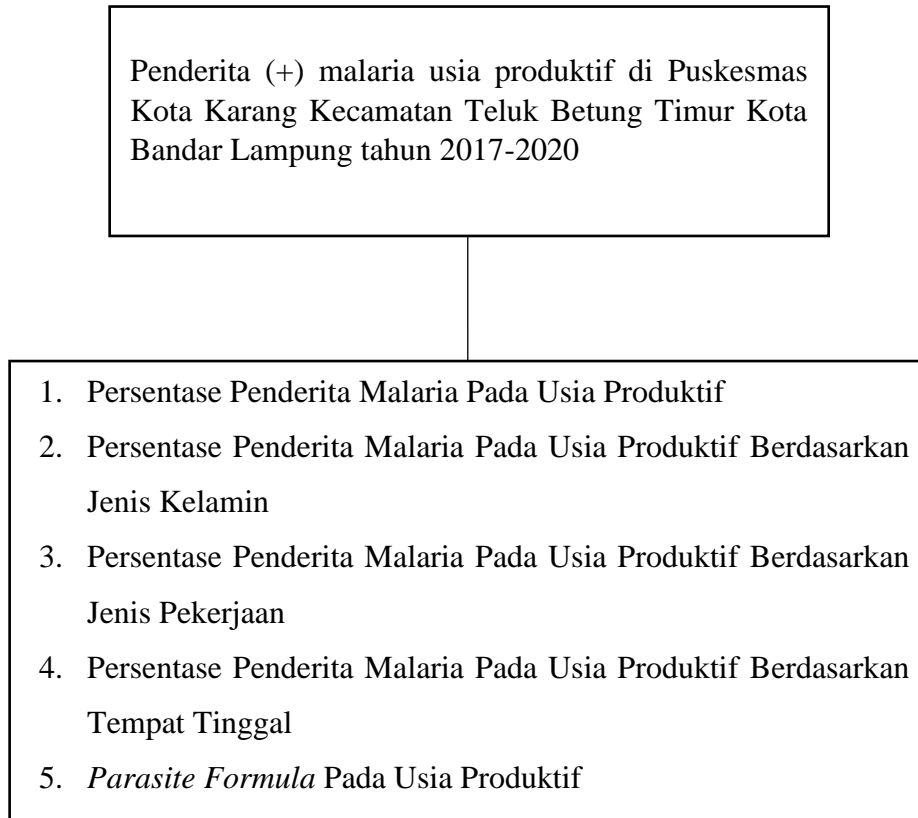 Penderita (+) malaria usia produktif di Puskesmas
Kota Karang Kecamatan Teluk Betung Timur Kota
Bandar Lampung tahun 2017-2020
1. Persentase Penderita Malaria Pada Usia Produktif
2. Persentase Penderita Malaria Pada Usia Produktif Berdasarkan
Jenis Kelamin
3. Persentase Penderita Malaria Pada Usia Produktif Berdasarkan
Jenis Pekerjaan
4. Persentase Penderita Malaria Pada Usia Produktif Berdasarkan
Tempat Tinggal
5. Parasite Formula Pada Usia Produktif